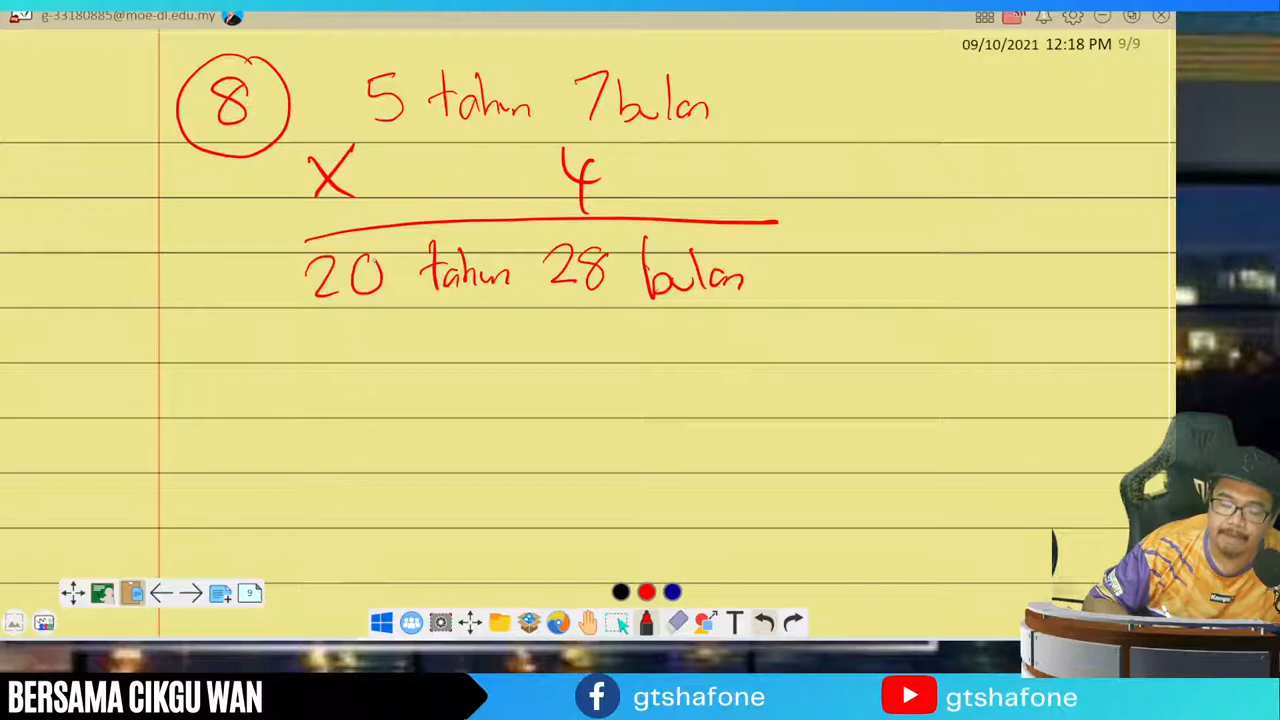 g-33180885@moe-dl.edu.my
09/10/2021 12:18 PM 9/9
8 5 tahun 7 bulan
X 4
20 tahun 28 bulan
9
T
BERSAMA CIKGU WAN
gtshafone
gtshafone